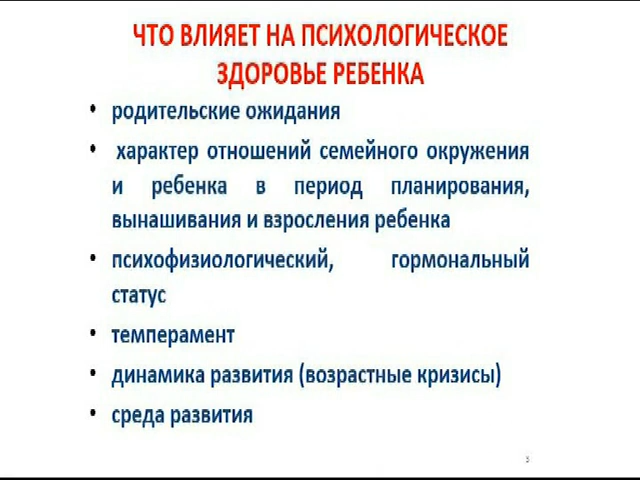 ЧТО ВЛИЯЕТ НА ПСИХОЛОГИЧЕСКОЕ
ЗДОРОВЬЕ РЕБЕНКА
• родительские ожидания
• характер отношений семейного окружения
и ребенка в период планирования,
вынашивания и взросления ребенка
• психофизиологический, гормональный
статус
• темперамент
• динамика развития (возрастные кризисы)
• среда развития